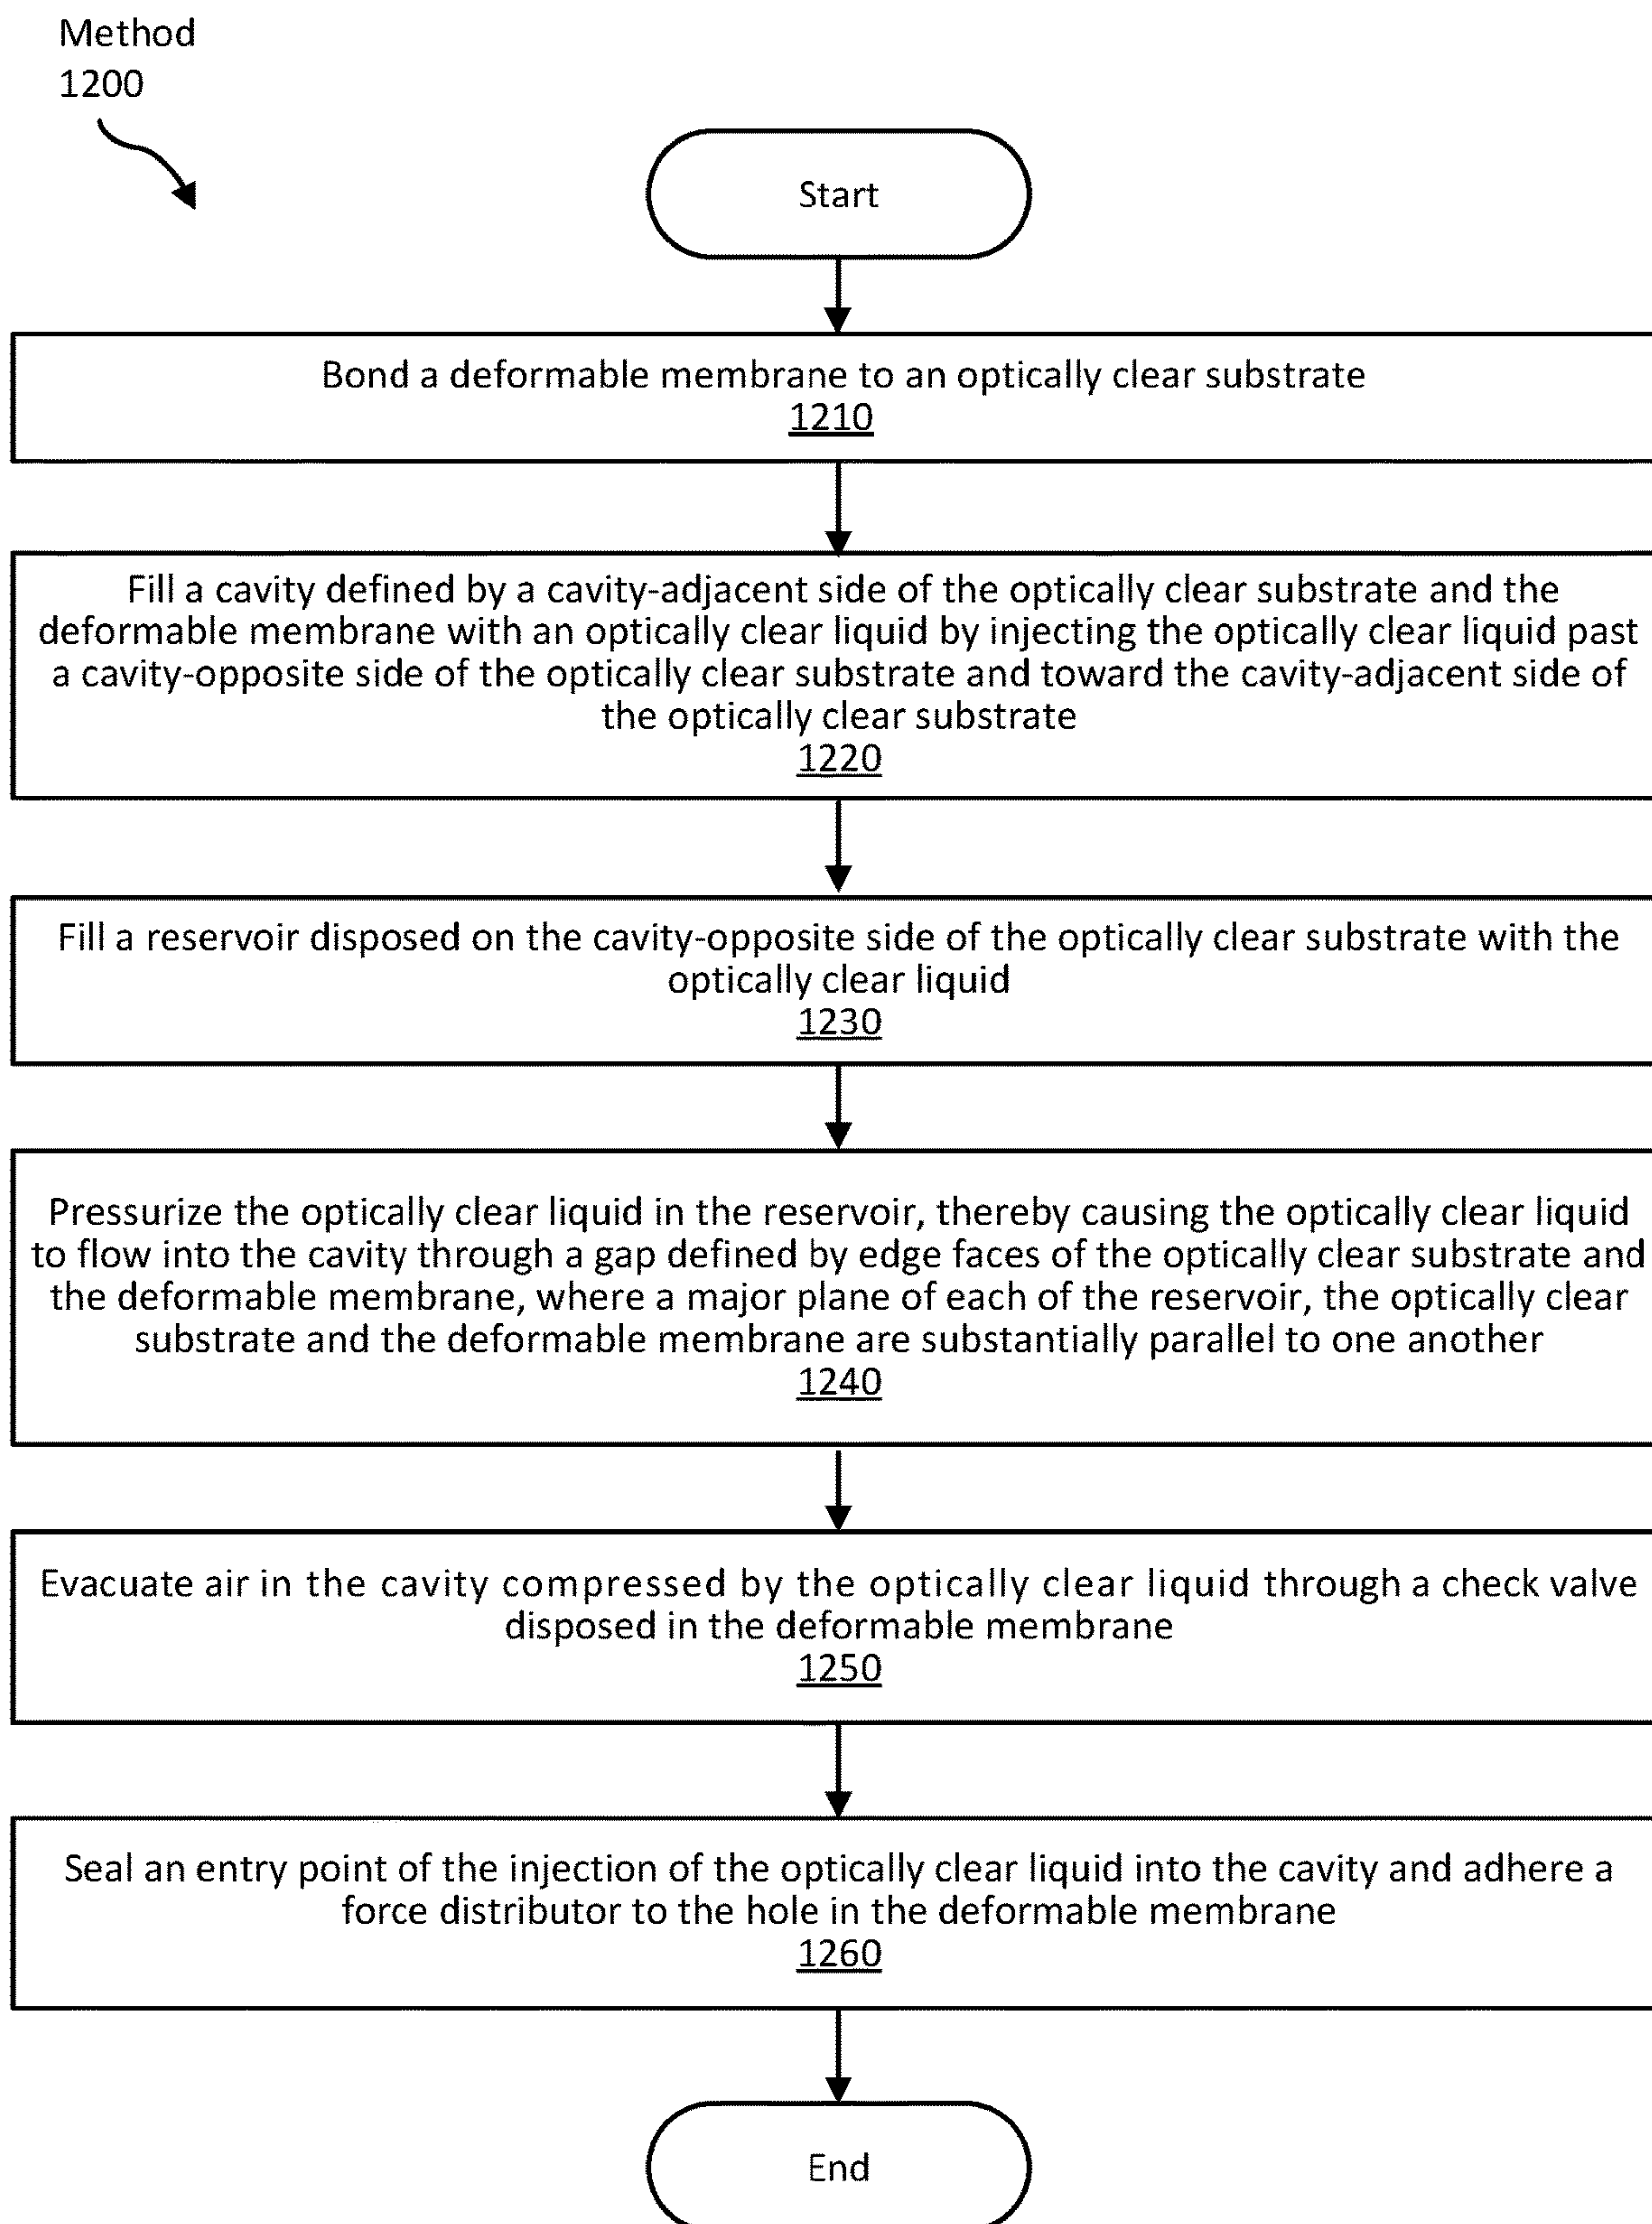 Method
1200
Start
Bond a deformable membrane to an optically clear substrate
1210
Fill a cavity defined by a cavity-adjacent side of the optically clear substrate and the
deformable membrane with an optically clear liquid by injecting the optically clear liquid past
a cavity-opposite side of the optically clear substrate and toward the cavity-adjacent side of
the optically clear substrate
1220
Fill a reservoir disposed on the cavity-opposite side of the optically clear substrate with the
optically clear liquid
1230
Pressurize the optically clear liquid in the reservoir, thereby causing the optically clear liquid
to flow into the cavity through a gap defined by edge faces of the optically clear substrate and
the deformable membrane, where a major plane of each of the reservoir, the optically clear
substrate and the deformable membrane are substantially parallel to one another
1240
Evacuate air in the cavity compressed by the optically clear liquid through a check valve
disposed in the deformable membrane
1250
Seal an entry point of the injection of the optically clear liquid into the cavity and adhere a
force distributor to the hole in the deformable membrane
1260
End